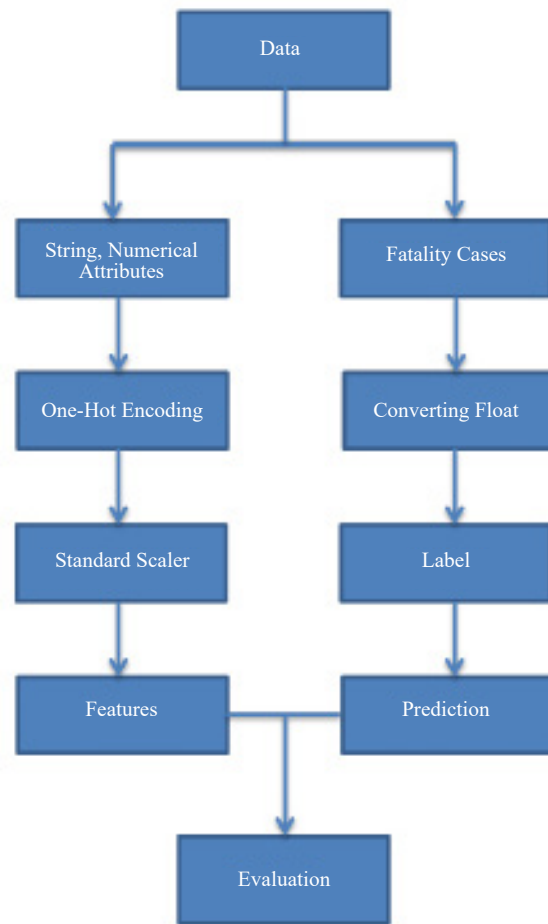 Data
String, Numerical
Attributes
Fatality Cases
One-Hot Encoding
Converting Float
Standard Scaler
Label
Features
Prediction
Evaluation